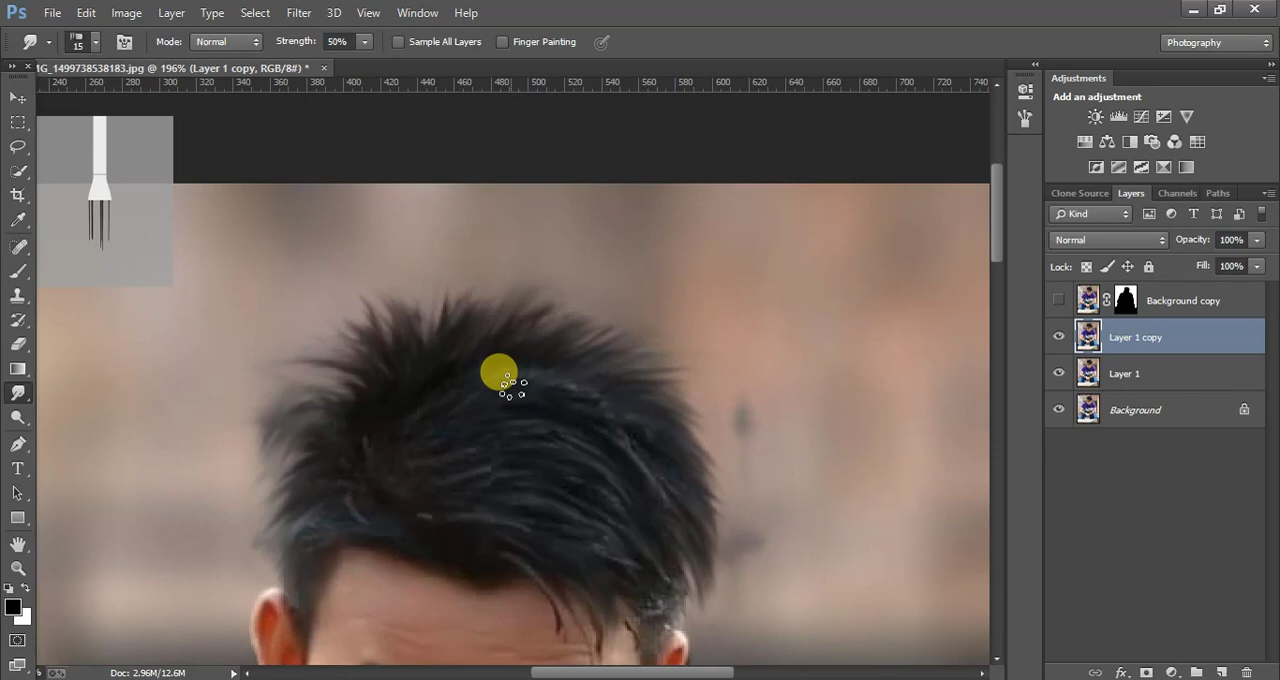 Ps File Edit Image Layer Type Select Filter 3D View Window Help
15 Mode: Normal Strength: 50% Sample All Layers Finger Painting Photography
MG_1499738538183.jpg @ 196% (Layer 1 copy, RGB/8#) * ×
240 260 280 300 320 340 360 380 400 420 440 460 480 500 520 540 560 580 600 620 640 660 680 700 720 740
Adjustments
Add an adjustment
Clone Source Layers Channels Paths
Kind
Normal Opacity: 100%
Lock: Fill: 100%
Background copy
Layer 1 copy
Layer 1
Background
Doc: 2.96M/12.6M